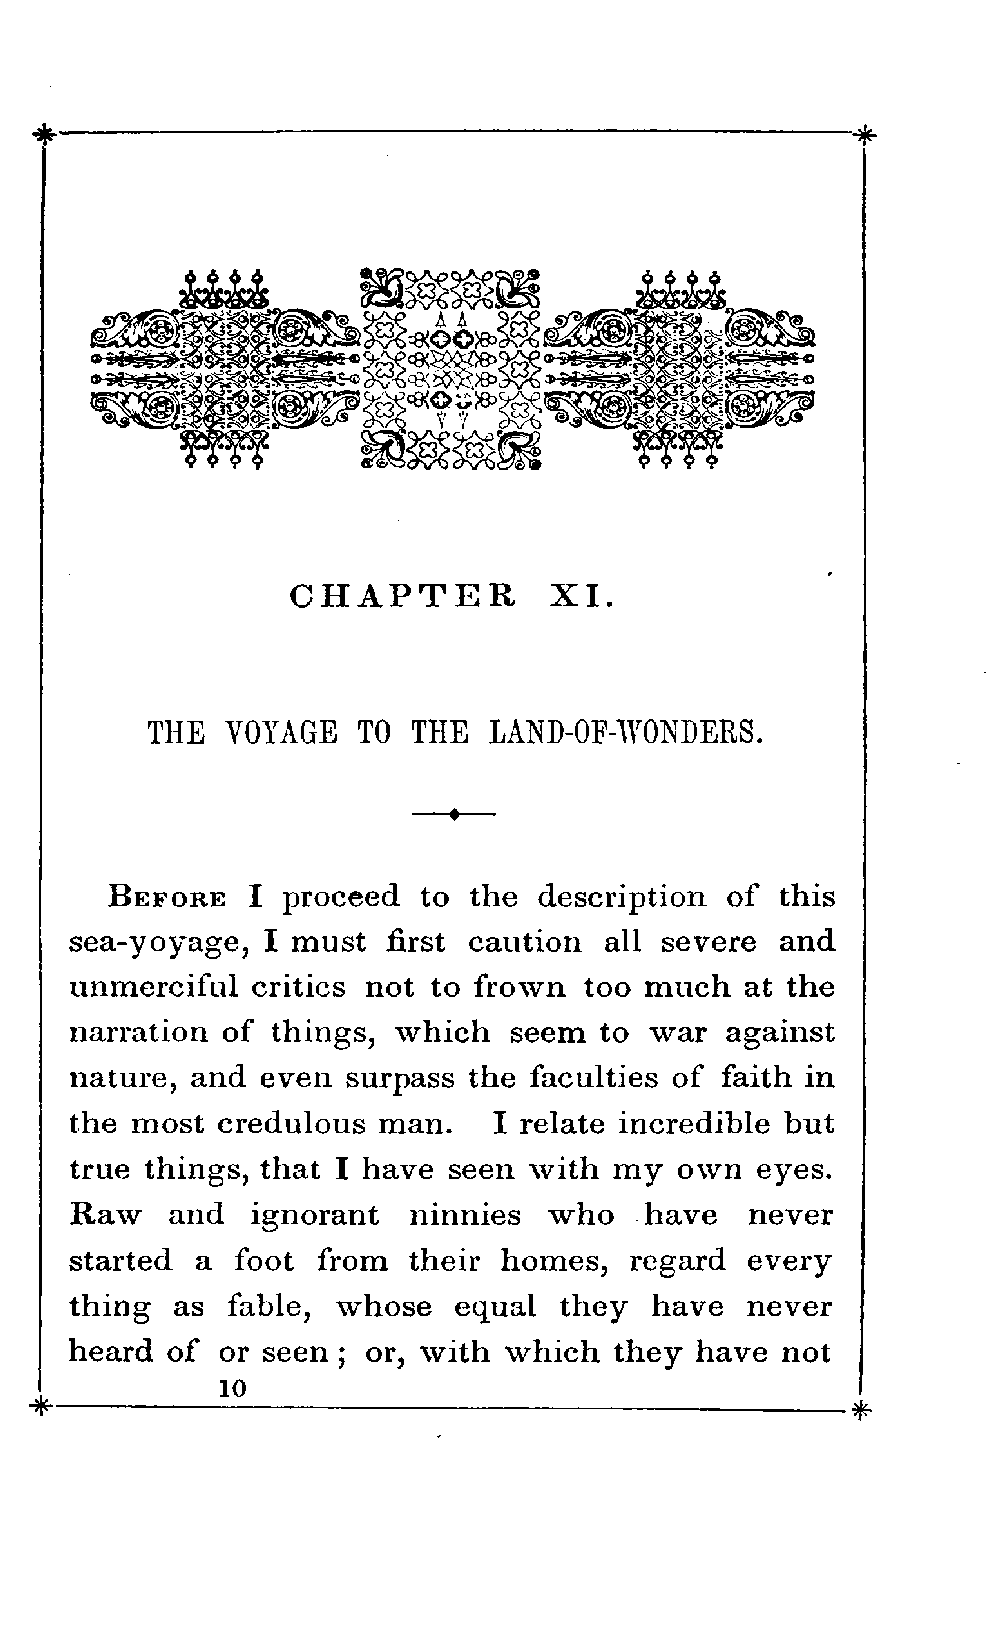 CHAPTER XI.
THE VOYAGE TO THE LAND-OF-WONDERS.
BEFORE I proceed to the description of this
sea-yoyage, I must first caution all severe and
unmerciful critics not to frown too much at the
narration of things, which seem to war against
nature, and even surpass the faculties of faith in
the most credulous man. I relate incredible but
true things, that I have seen with my own eyes.
Raw and ignorant ninnies who have never
started a foot from their homes, regard every
thing as fable, whose equal they have never
heard of or seen; or, with which they have not
10